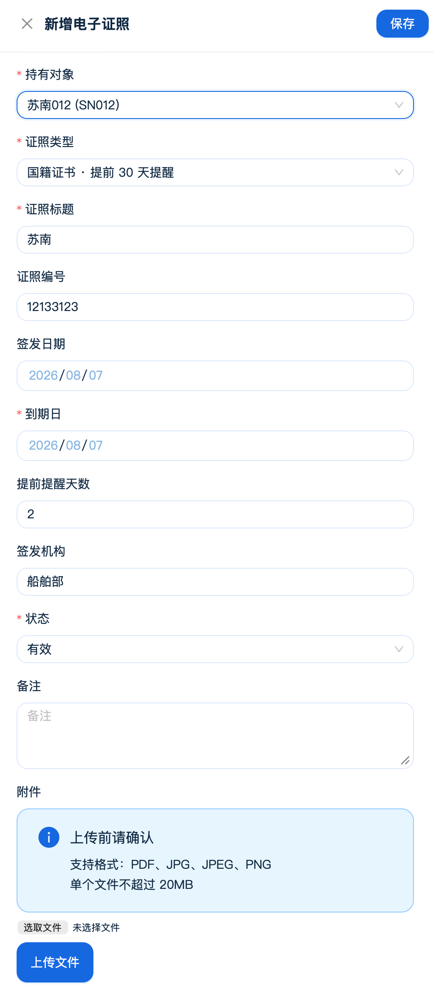 新增电子证照
保存
* 持有对象
苏南012 (SN012)
* 证照类型
国籍证书 · 提前 30 天提醒
* 证照标题
苏南
证照编号
12133123
签发日期
2026/08/07
* 到期日
2026/08/07
提前提醒天数
2
签发机构
船舶部
* 状态
有效
备注
备注
附件
上传前请确认
支持格式：PDF、JPG、JPEG、PNG
单个文件不超过 20MB
选取文件 未选择文件
上传文件